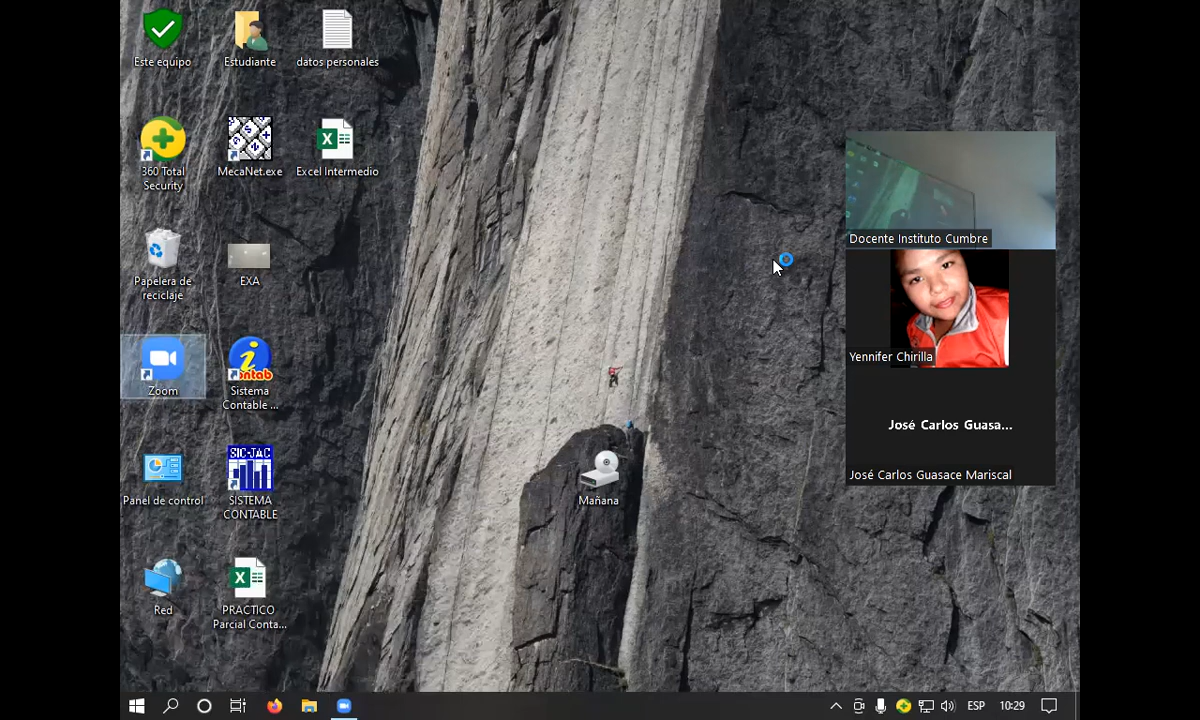 Este equipo
Estudiante
datos personales
360 Total
Security
MecaNet.exe
Excel Intermedio
Papelera de
reciclaje
EXA
Zoom
Sistema
Contable ...
Panel de control
SIC-JAC
SISTEMA
CONTABLE
Red
PRACTICO
Parcial Conta...
Mañana
Docente Instituto Cumbre
Yennifer Chirilla
José Carlos Guasa...
José Carlos Guasace Mariscal
ESP
10:29